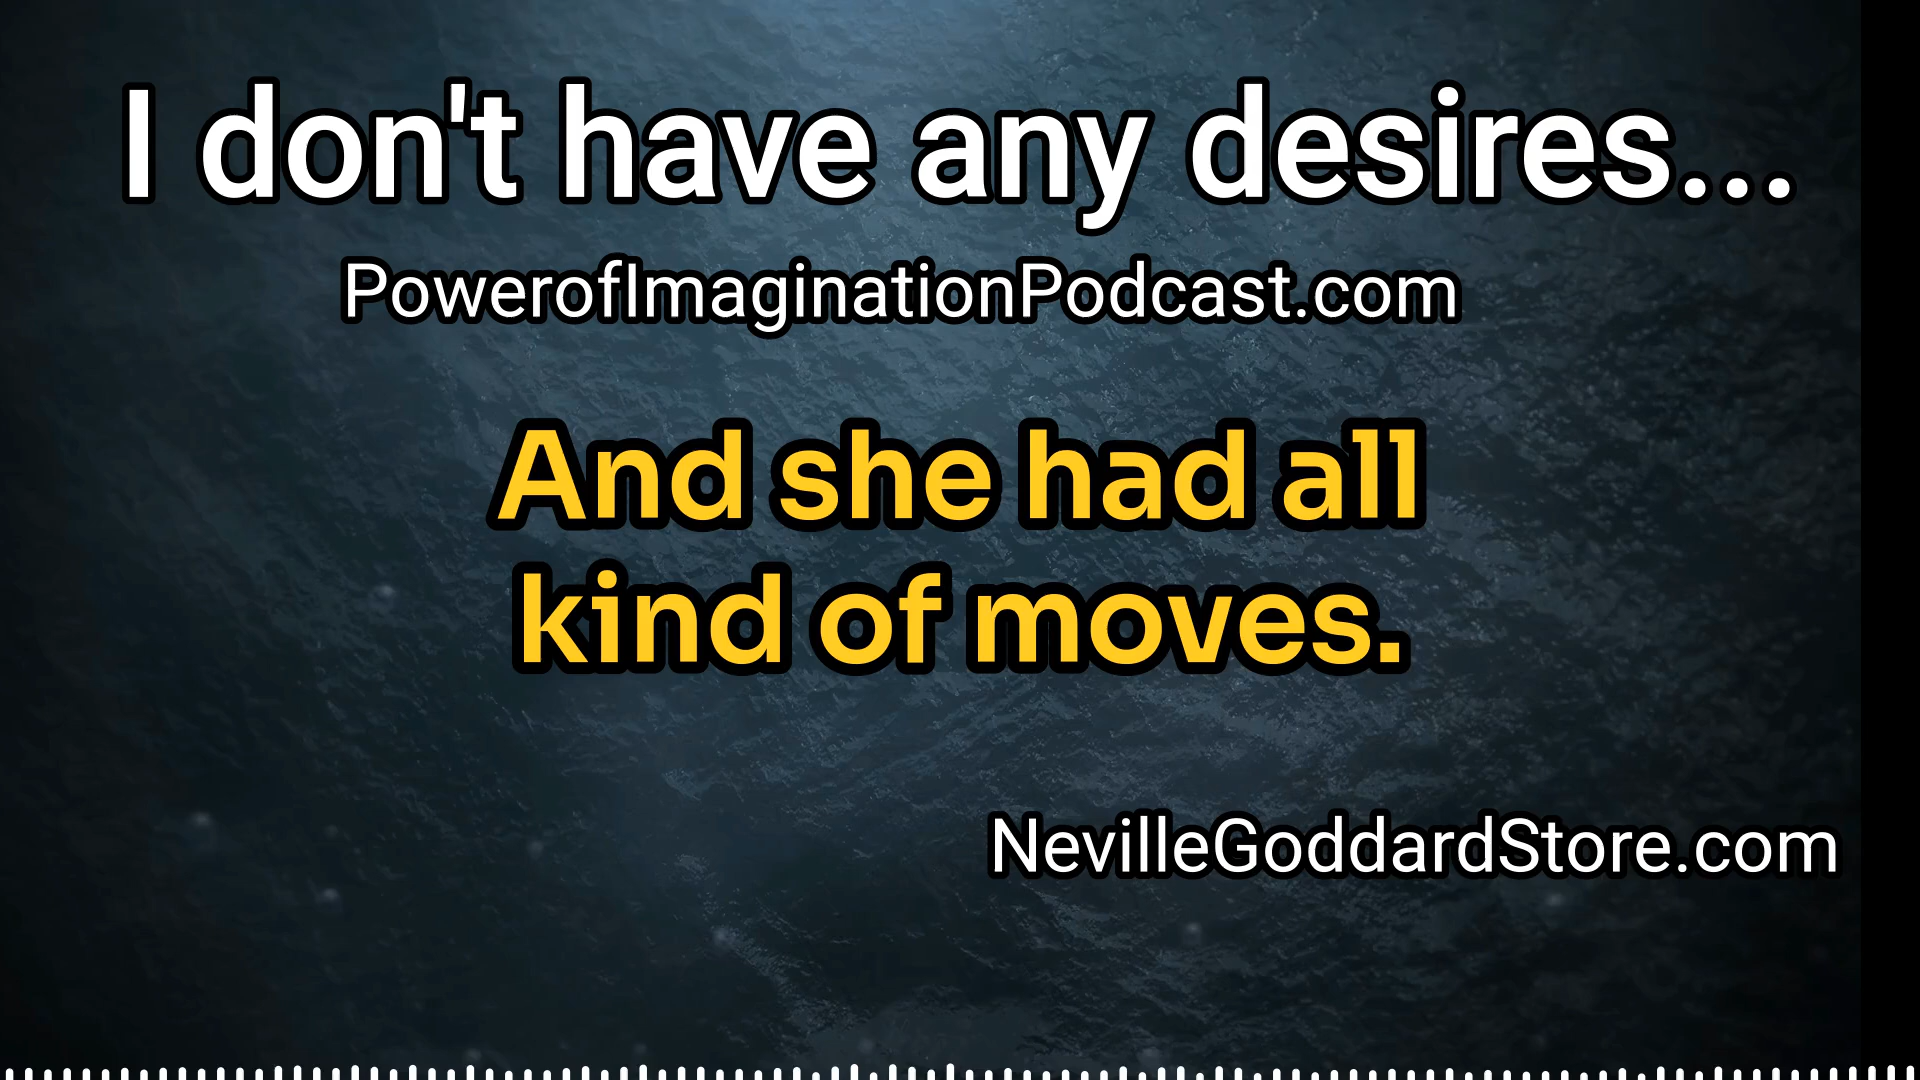 I don't have any desires...
PowerofImaginationPodcast.com
And she had all
kind of moves.
NevilleGoddardStore.com